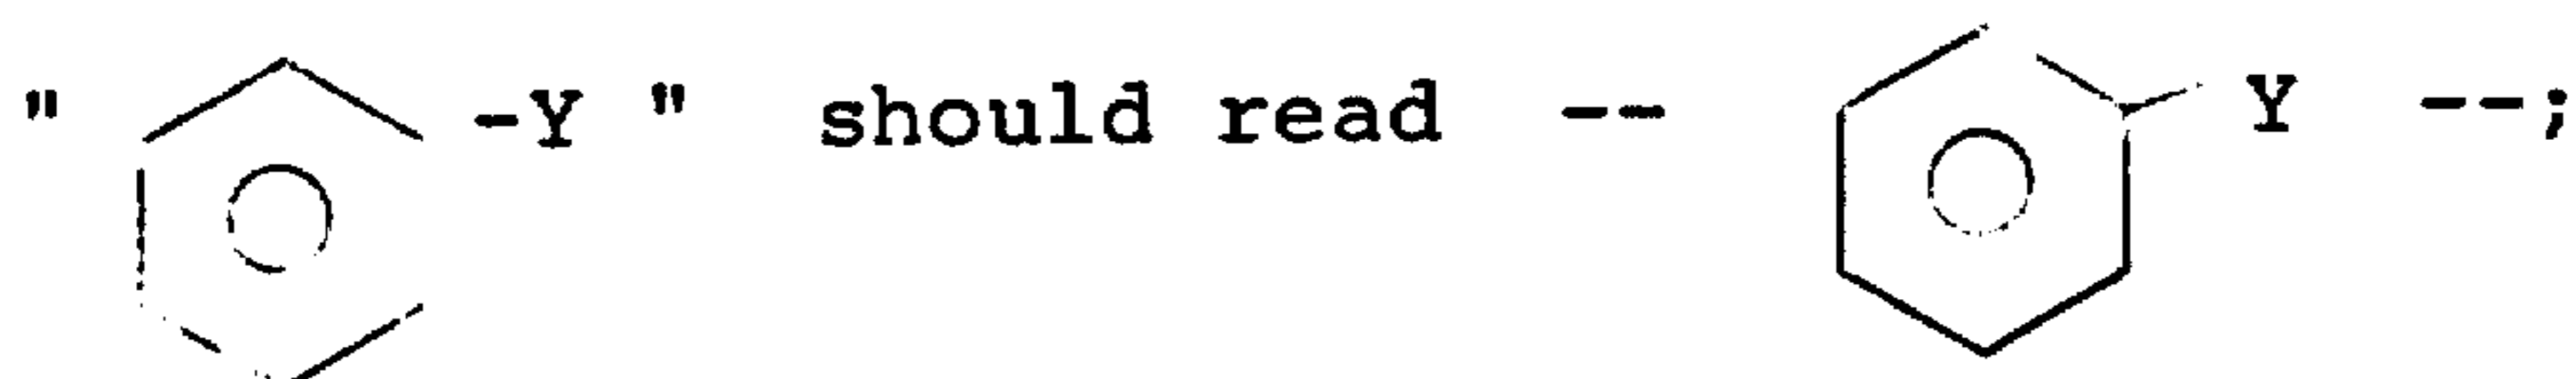 " -Y " should read -- Y --;